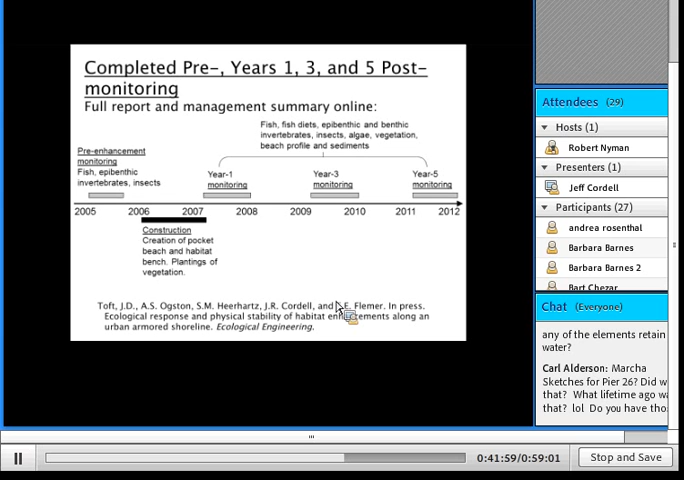 Completed Pre-, Years 1, 3, and 5 Post-
monitoring
Full report and management summary online:
Fish, fish diets, epibenthic and benthic
invertebrates, insects, algae, vegetation,
beach profile and sediments
Pre-enhancement
monitoring
Fish, epibenthic
invertebrates, insects
Year-1
monitoring
Year-3
monitoring
Year-5
monitoring
2005 2006 2007 2008 2009 2010 2011 2012
Construction
Creation of pocket
beach and habitat
bench. Plantings of
vegetation.
Toft, J.D., A.S. Ogston, S.M. Heerhartz, J.R. Cordell, and E. Flemer. In press.
Ecological response and physical stability of habitat enhancements along an
urban armored shoreline. Ecological Engineering.
Attendees (29)
Hosts (1)
Robert Nyman
Presenters (1)
Jeff Cordell
Participants (27)
andrea rosenthal
Barbara Barnes
Barbara Barnes 2
Bart Chezar
Chat (Everyone)
any of the elements retain
water?
Carl Alderson: Marcha
Sketches for Pier 26? Did w
that? What lifetime ago wa
that? lol Do you have tho
0:41:59/0:59:01
Stop and Save